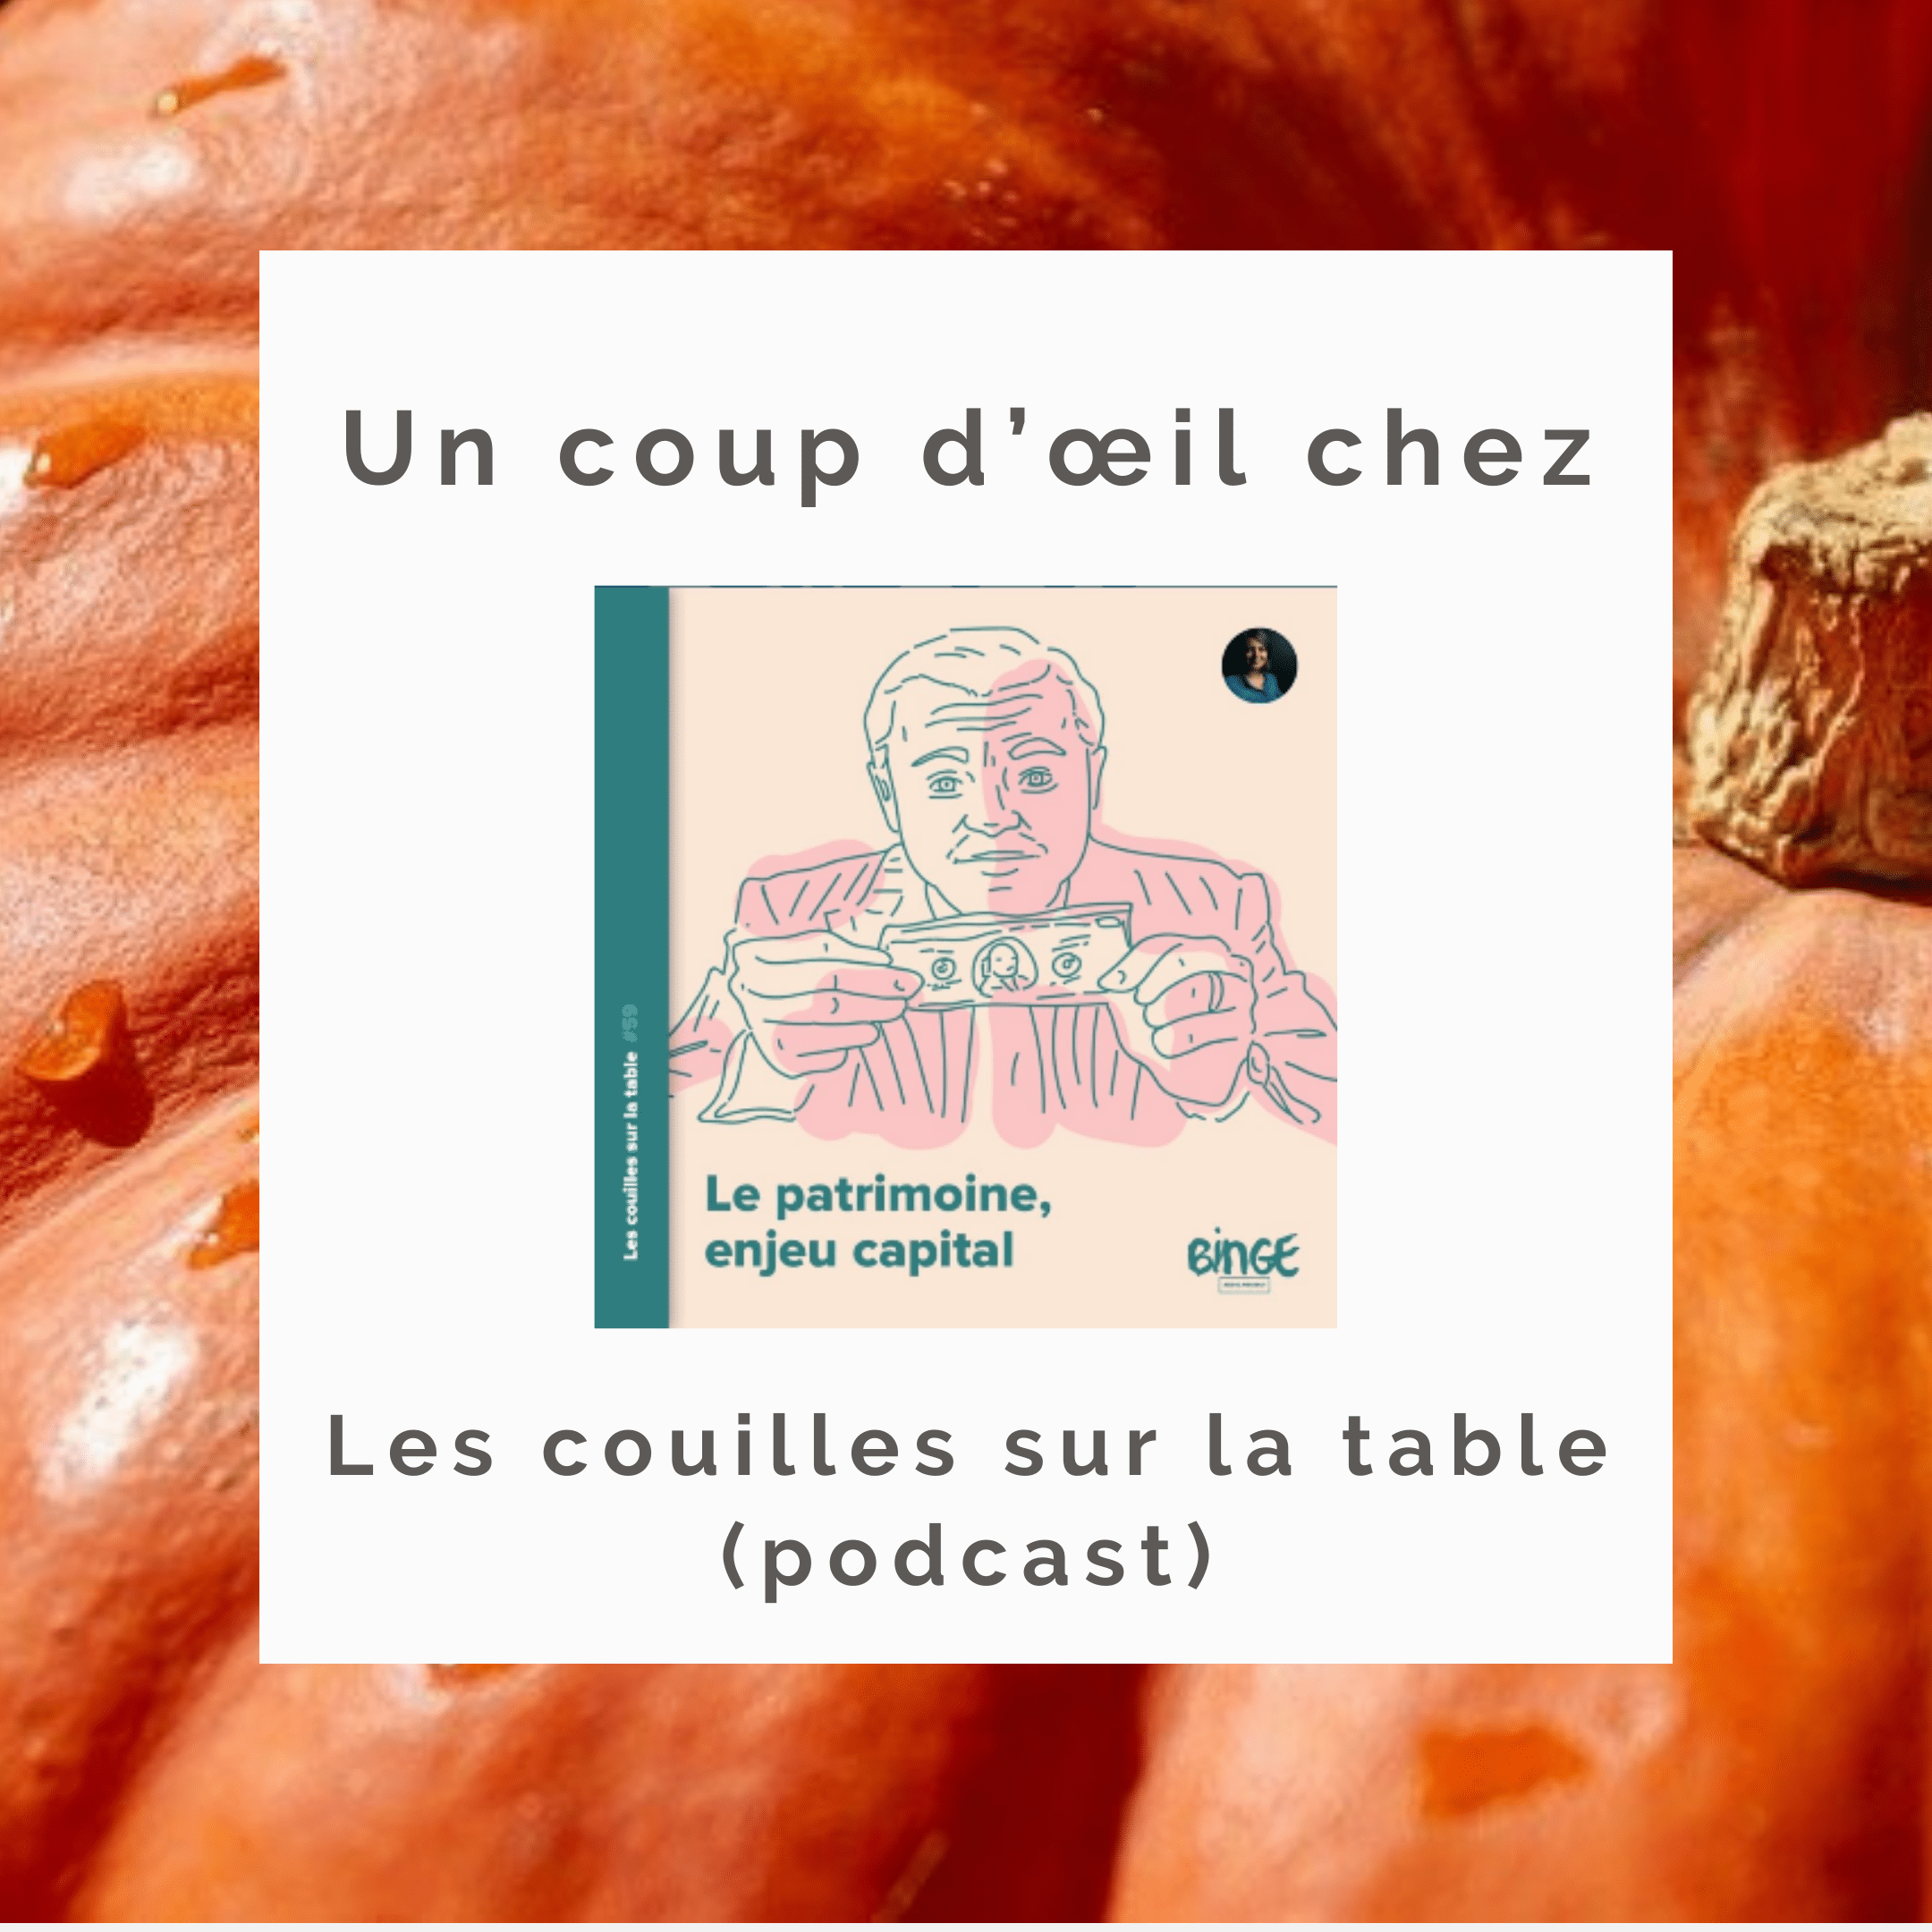 Un coup d’œil chez
Les couilles sur la table #59
Le patrimoine,
enjeu capital
BINGE
Les couilles sur la table
(podcast)